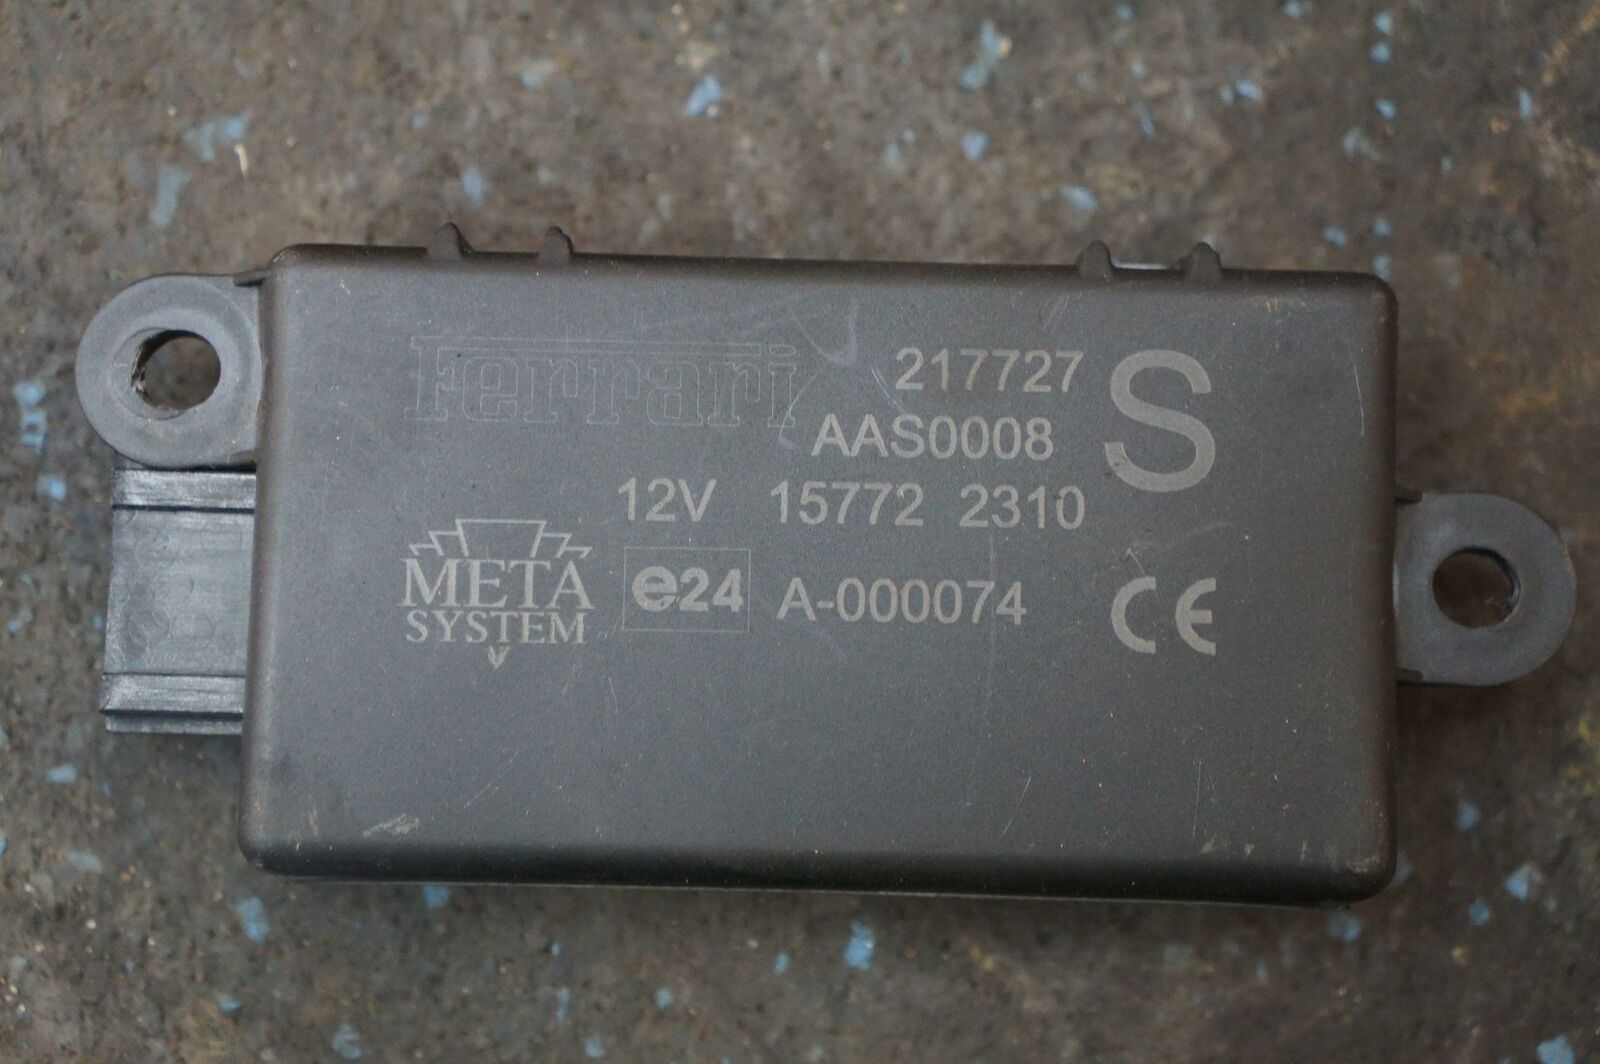 Ferrari 217727 S
AAS0008
12V 15772 2310
META
SYSTEM
e24 A-000074 CE